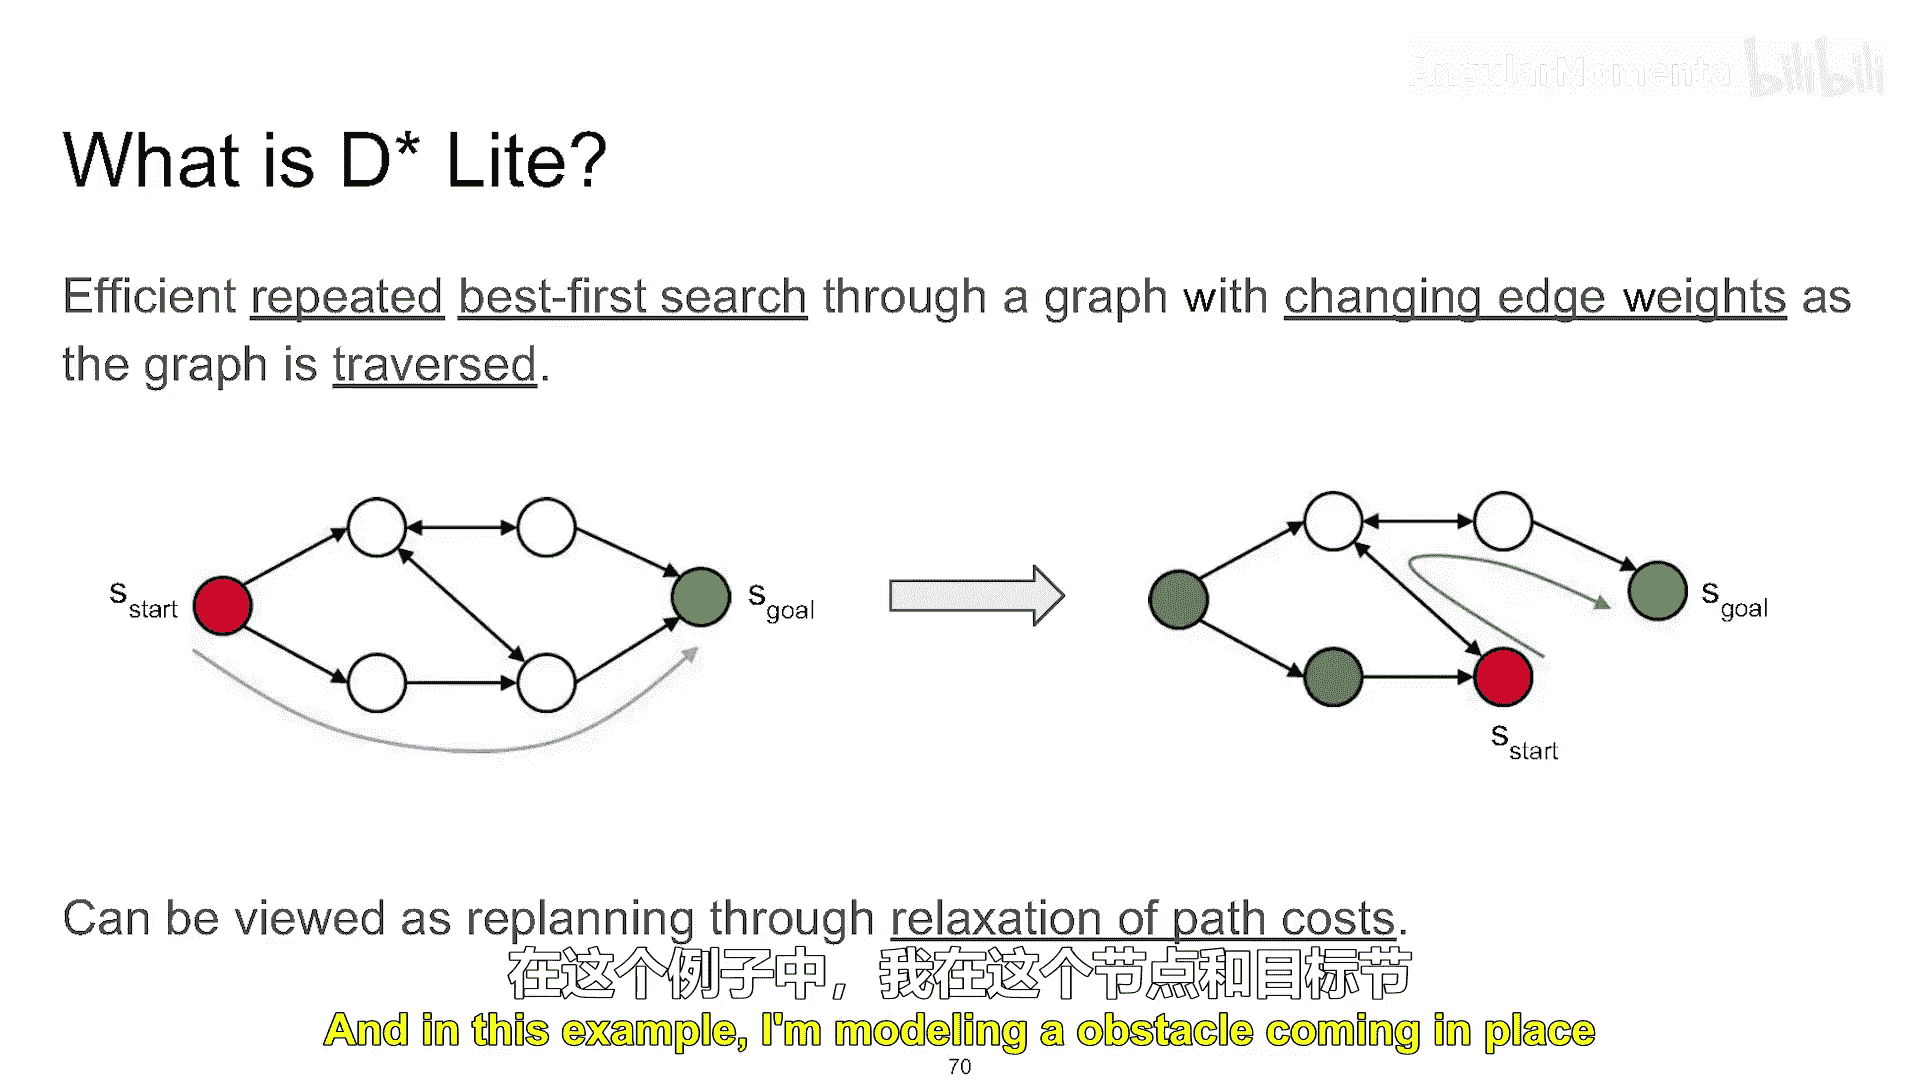 AngularMomenta bilibili
What is D* Lite?
Efficient repeated best-first search through a graph with changing edge weights as
the graph is traversed.
s start
s goal
s goal
s start
Can be viewed as replanning through relaxation of path costs.
在这个例子中，我在这个节点和目标节
And in this example, I'm modeling a obstacle coming in place
70